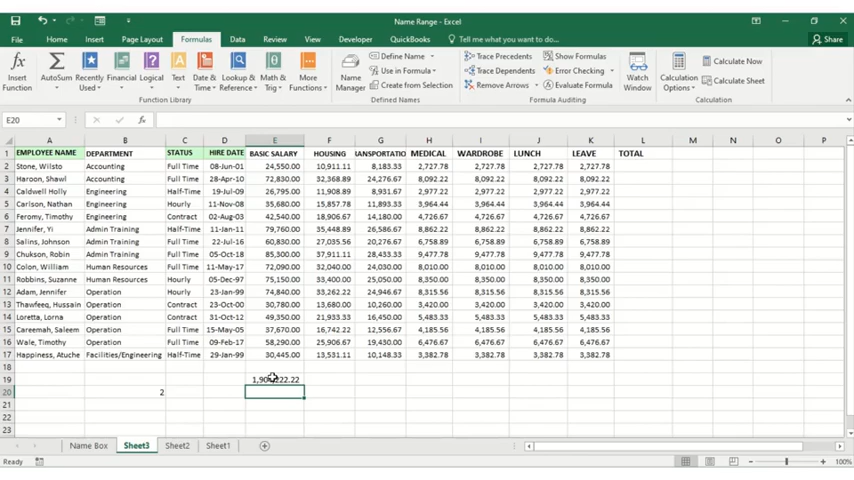 Name Range - Excel
File Home Insert Page Layout Formulas Data Review View Developer QuickBooks Tell me what you want to do... Share
Insert Function
AutoSum
Recently Used
Financial
Logical
Text
Date & Time
Lookup & Reference
Math & Trig
More Functions
Function Library
Name Manager
Define Name
Use in Formula
Create from Selection
Defined Names
Trace Precedents
Trace Dependents
Remove Arrows
Show Formulas
Error Checking
Evaluate Formula
Formula Auditing
Watch Window
Calculation Options
Calculate Now
Calculate Sheet
Calculation
E20 fx
A B C D E F G H I J K L M N O P
1 EMPLOYEE NAME DEPARTMENT STATUS HIRE DATE BASIC SALARY HOUSING RANSPORTATIO MEDICAL WARDROBE LUNCH LEAVE TOTAL
2 Stone, Wilsto Accounting Full Time 08-Jun-01 24,550.00 10,911.11 8,183.33 2,727.78 2,727.78 2,727.78 2,727.78
3 Haroon, Shawl Accounting Full Time 28-Apr-10 72,830.00 32,368.89 24,276.67 8,092.22 8,092.22 8,092.22 8,092.22
4 Caldwell Holly Engineering Half-Time 19-Jul-09 26,795.00 11,908.89 8,931.67 2,977.22 2,977.22 2,977.22 2,977.22
5 Carlson, Nathan Engineering Hourly 11-Nov-08 35,680.00 15,857.78 11,893.33 3,964.44 3,964.44 3,964.44 3,964.44
6 Feromy, Timothy Engineering Contract 02-Aug-03 42,540.00 18,906.67 14,180.00 4,726.67 4,726.67 4,726.67 4,726.67
7 Jennifer, Yi Admin Training Half-Time 11-Jan-11 79,760.00 35,448.89 26,586.67 8,862.22 8,862.22 8,862.22 8,862.22
8 Salins, Johnson Admin Training Full Time 22-Jul-16 60,830.00 27,035.56 20,276.67 6,758.89 6,758.89 6,758.89 6,758.89
9 Chukson, Robin Admin Training Full Time 05-Oct-18 85,300.00 37,911.11 28,433.33 9,477.78 9,477.78 9,477.78 9,477.78
10 Colon, William Human Resources Full Time 11-May-17 72,090.00 32,040.00 24,030.00 8,010.00 8,010.00 8,010.00 8,010.00
11 Robbins, Suzanne Human Resources Hourly 05-Dec-97 75,150.00 33,400.00 25,050.00 8,350.00 8,350.00 8,350.00 8,350.00
12 Adam, Jennifer Operation Hourly 23-Jan-99 74,840.00 33,262.22 24,946.67 8,315.56 8,315.56 8,315.56 8,315.56
13 Thawfeeq, Hussain Operation Contract 23-Oct-00 30,780.00 13,680.00 10,260.00 3,420.00 3,420.00 3,420.00 3,420.00
14 Loretta, Lorna Operation Contract 31-Oct-12 49,350.00 21,933.33 16,450.00 5,483.33 5,483.33 5,483.33 5,483.33
15 Careemah, Saleem Operation Full Time 15-May-05 37,670.00 16,742.22 12,556.67 4,185.56 4,185.56 4,185.56 4,185.56
16 Wale, Timothy Operation Full Time 09-Feb-17 58,290.00 25,906.67 19,430.00 6,476.67 6,476.67 6,476.67 6,476.67
17 Happiness, Atuche Facilities/Engineering Half-Time 29-Jan-99 30,445.00 13,531.11 10,148.33 3,382.78 3,382.78 3,382.78 3,382.78
18
19
20 2
21
22
23
Name Box Sheet3 Sheet2 Sheet1
Ready 100%